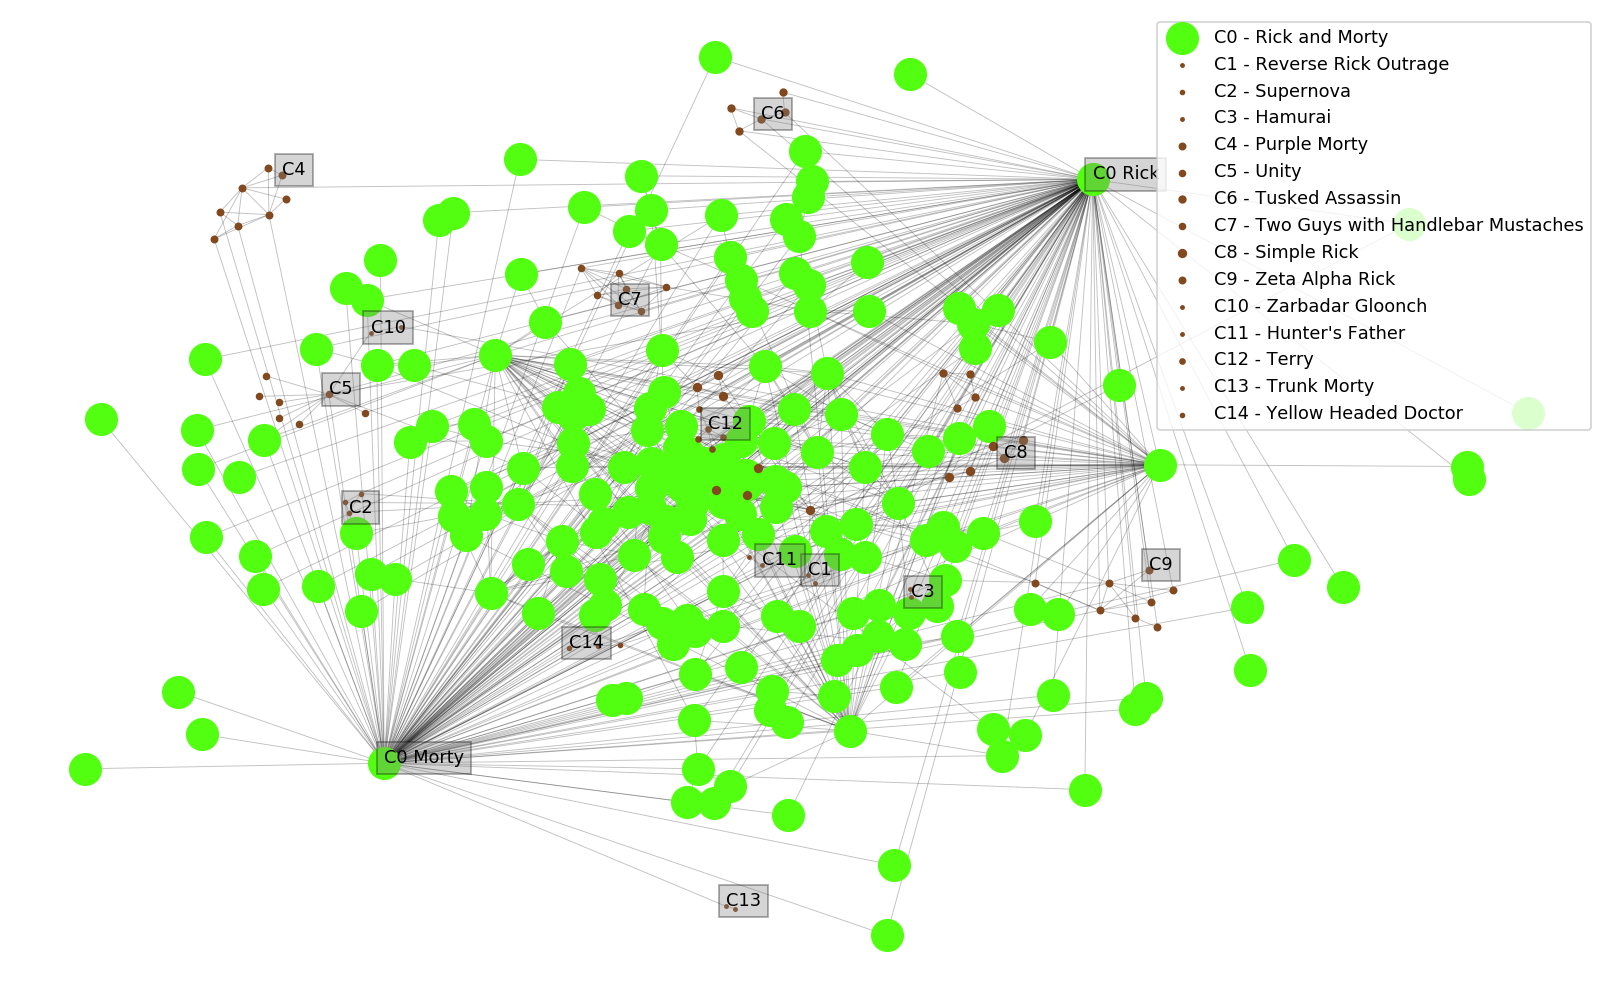 C0 - Rick and Morty
C1 - Reverse Rick Outrage
C2 - Supernova
C3 - Hamurai
C4 - Purple Morty
C5 - Unity
C6 - Tusked Assassin
C7 - Two Guys with Handlebar Mustaches
C8 - Simple Rick
C9 - Zeta Alpha Rick
C10 - Zarbadar Gloonch
C11 - Hunter's Father
C12 - Terry
C13 - Trunk Morty
C14 - Yellow Headed Doctor
C6
C4
C0 Rick
C7
C10
C5
C12
C8
C2
C11
C1
C9
C3
C14
C0 Morty
C13